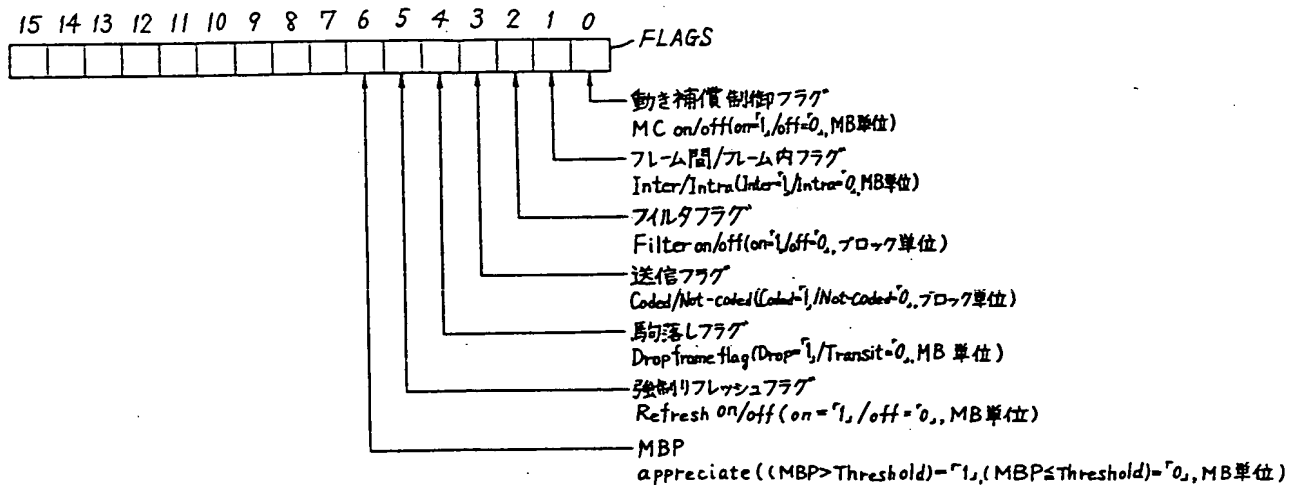 15 14 13 12 11 10 9 8 7 6 5 4 3 2 1 0
FLAGS
動き補償制御フラグ
MC on/off(on=「1」/off=「0」,MB単位)
フレーム間/フレーム内フラグ
Inter/Intra(Inter=「1」/Intra=「0」,MB単位)
フィルタフラグ
Filter on/off(on=「1」/off=「0」,ブロック単位)
送信フラグ
Coded/Not-coded(Coded=「1」/Not-Coded=「0」,ブロック単位)
駒落しフラグ
Drop frame flag(Drop=「1」/Transit=「0」,MB単位)
強制リフレッシュフラグ
Refresh on/off(on=「1」/off=「0」,MB単位)
MBP
appreciate((MBP>Threshold)=「1」,(MBP≦Threshold)=「0」,MB単位)